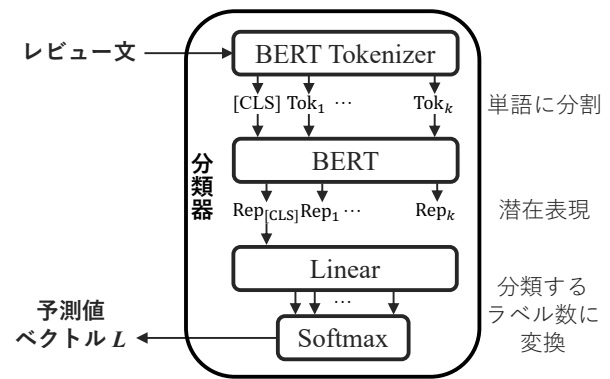 レビュー文
BERT Tokenizer
[CLS] Tok₁ … Tokₖ
単語に分割
分類器
BERT
Rep[CLS] Rep₁ … Repₖ
潜在表現
Linear
分類する
ラベル数に
変換
…
予測値
ベクトル L
Softmax